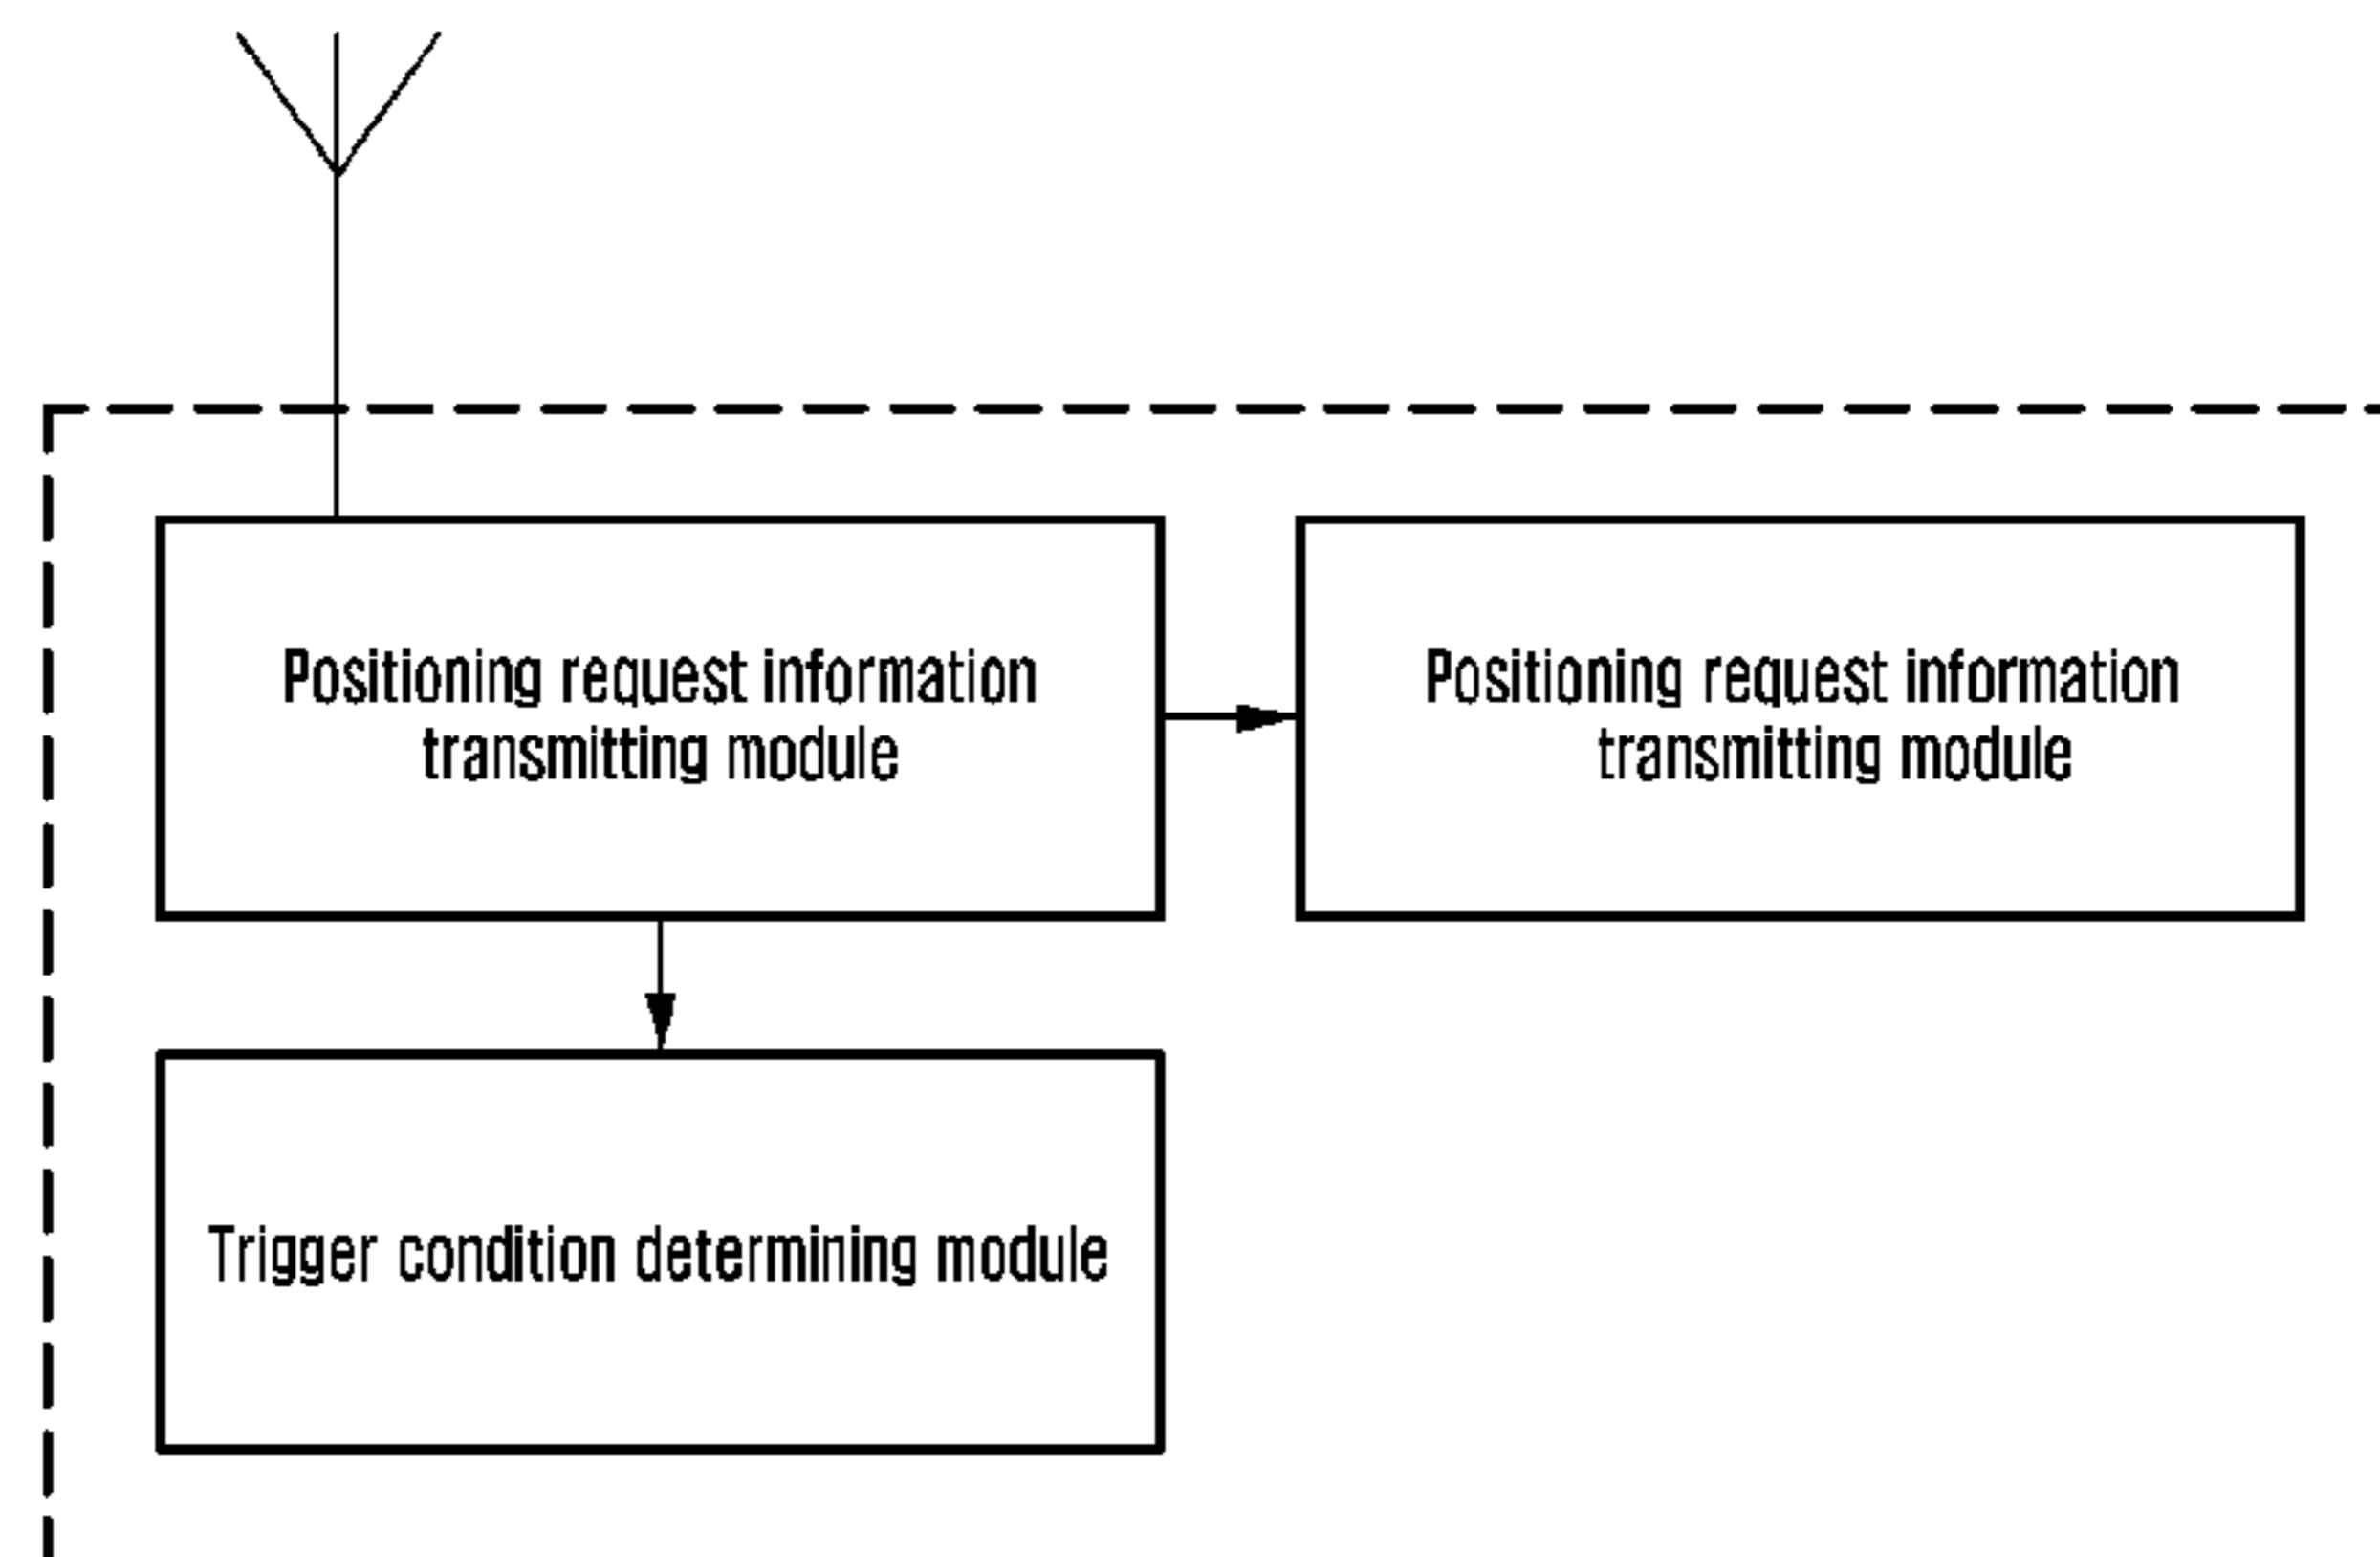 Positioning request information
transmitting module
Positioning request information
transmitting module
Trigger condition determining module